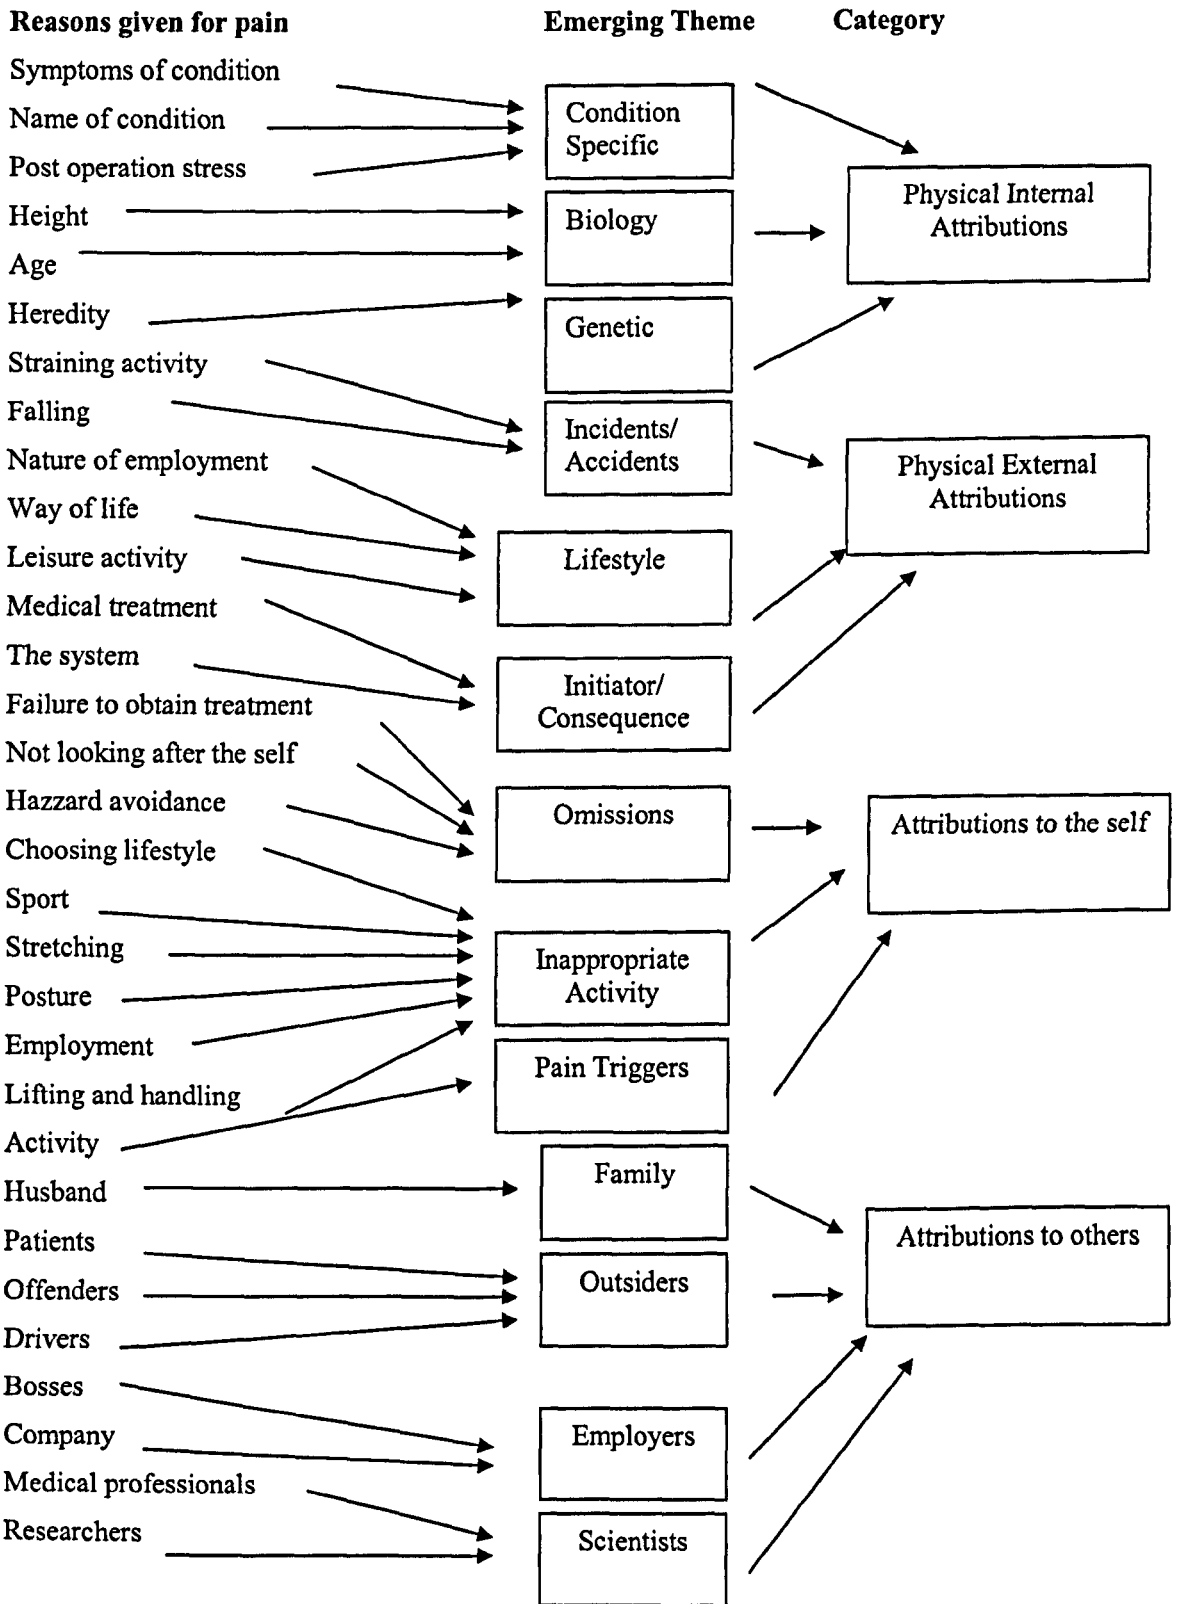 Reasons given for pain
Emerging Theme
Category
Symptoms of condition
Name of condition
Post operation stress
Height
Age
Heredity
Straining activity
Falling
Nature of employment
Way of life
Leisure activity
Medical treatment
The system
Failure to obtain treatment
Not looking after the self
Hazzard avoidance
Choosing lifestyle
Sport
Stretching
Posture
Employment
Lifting and handling
Activity
Husband
Patients
Offenders
Drivers
Bosses
Company
Medical professionals
Researchers
Condition
Specific
Biology
Genetic
Incidents/
Accidents
Lifestyle
Initiator/
Consequence
Omissions
Inappropriate
Activity
Pain Triggers
Family
Outsiders
Employers
Scientists
Physical Internal
Attributions
Physical External
Attributions
Attributions to the self
Attributions to others